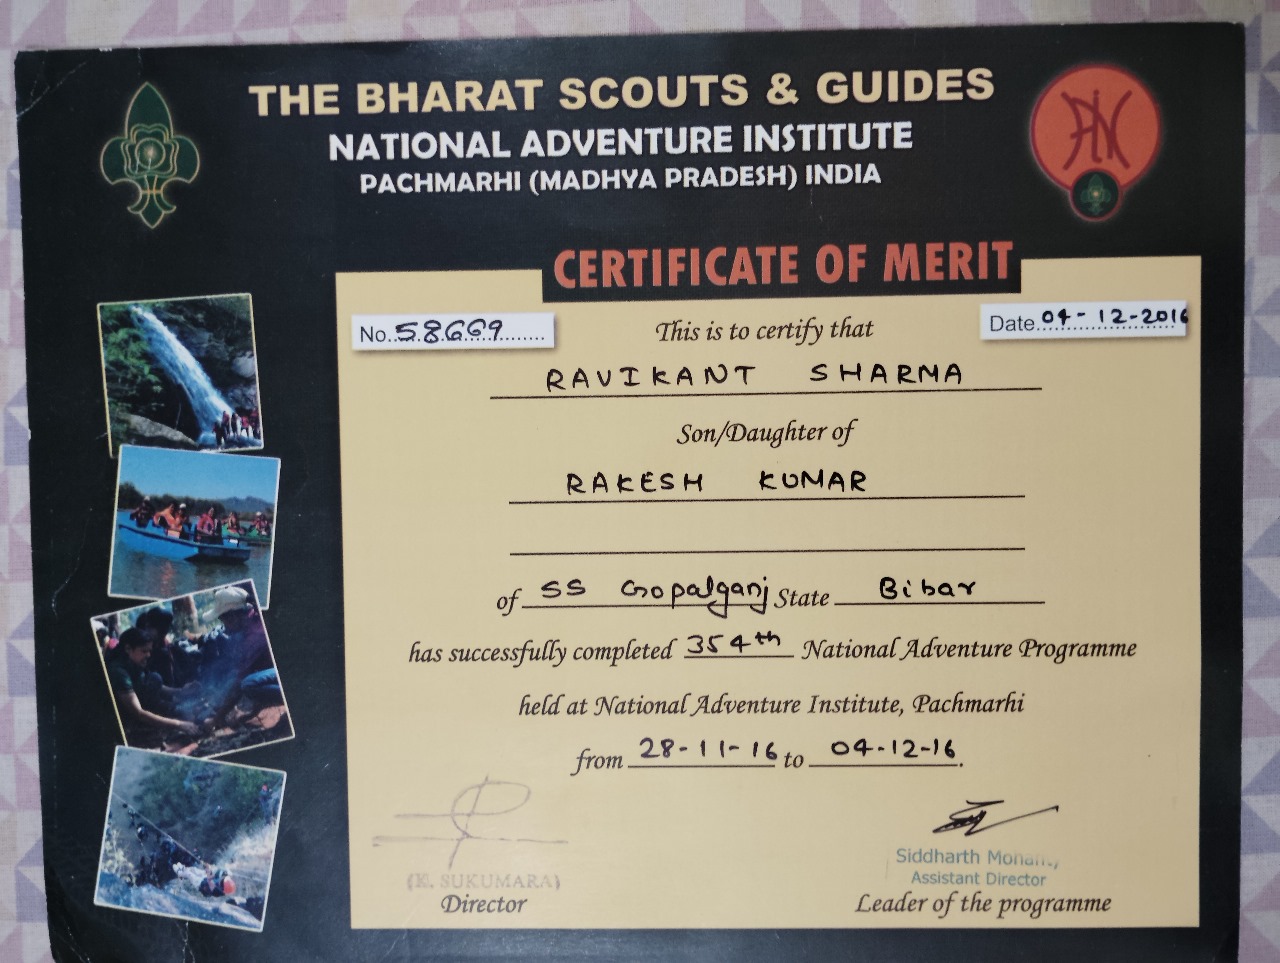 THE BHARAT SCOUTS & GUIDES
NATIONAL ADVENTURE INSTITUTE
PACHMARHI (MADHYA PRADESH) INDIA
CERTIFICATE OF MERIT
No. 58669
Date 04-12-2016
This is to certify that
RAVIKANT SHARMA
Son/Daughter of
RAKESH KUMAR
of SS Gopalganj State Bihar
has successfully completed 354th National Adventure Programme
held at National Adventure Institute, Pachmarhi
from 28-11-16 to 04-12-16.
(K. SUKUMARA)
Director
Siddharth Mohanty
Assistant Director
Leader of the programme